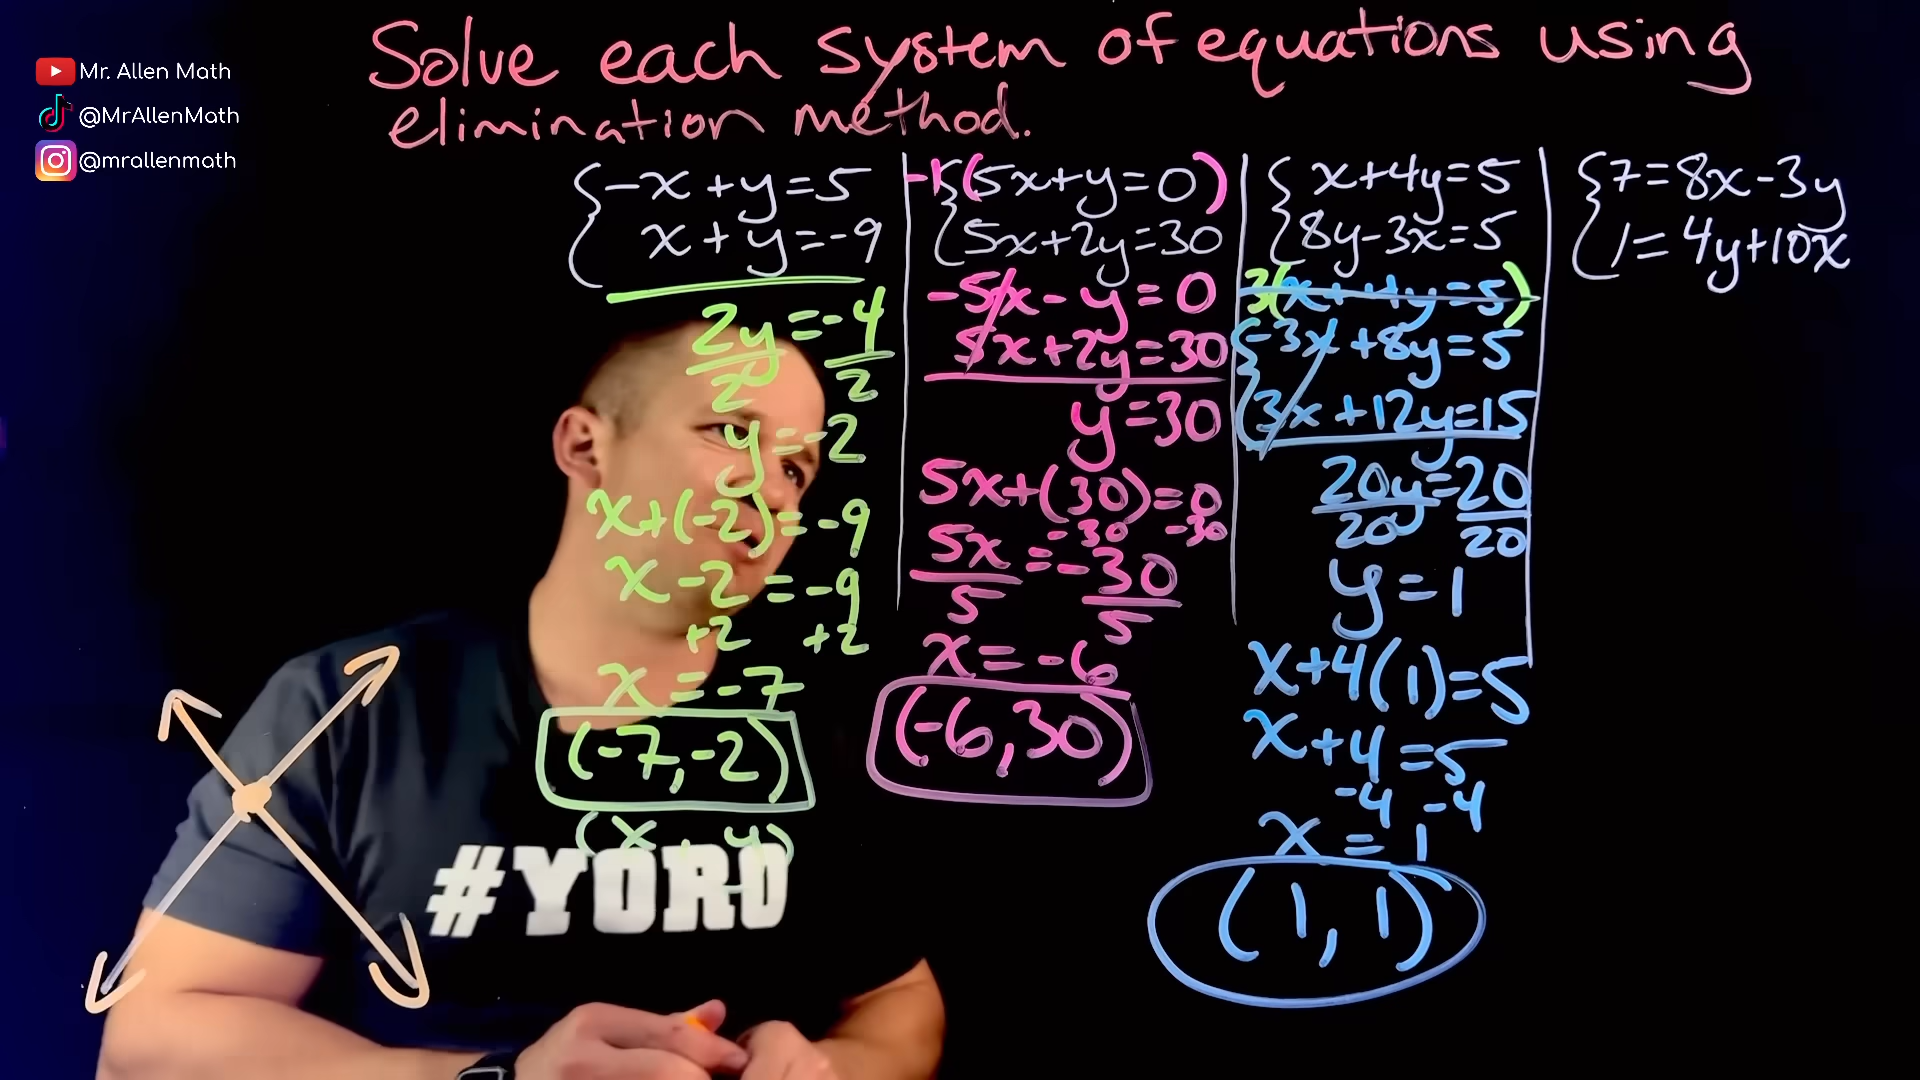 Mr. Allen Math
@MrAllenMath
@mrallenmath
Solve each system of equations using
elimination method.
-x+y=5
x+y=-9
2y=-4
2 2
y=-2
x+(-2)=-9
x-2=-9
+2 +2
x=-7
(-7,-2)
(x,y)
-1(5x+y=0)
5x+2y=30
-5x-y=0
5x+2y=30
y=30
5x+(30)=0
-30 -30
5x=-30
5 5
x=-6
(-6,30)
x+4y=5
8y-3x=5
3(x+4y=5)
-3x+8y=5
3x+12y=15
20y=20
20 20
y=1
x+4(1)=5
x+4=5
-4 -4
x=1
(1,1)
7=8x-3y
1=4y+10x
#YORO